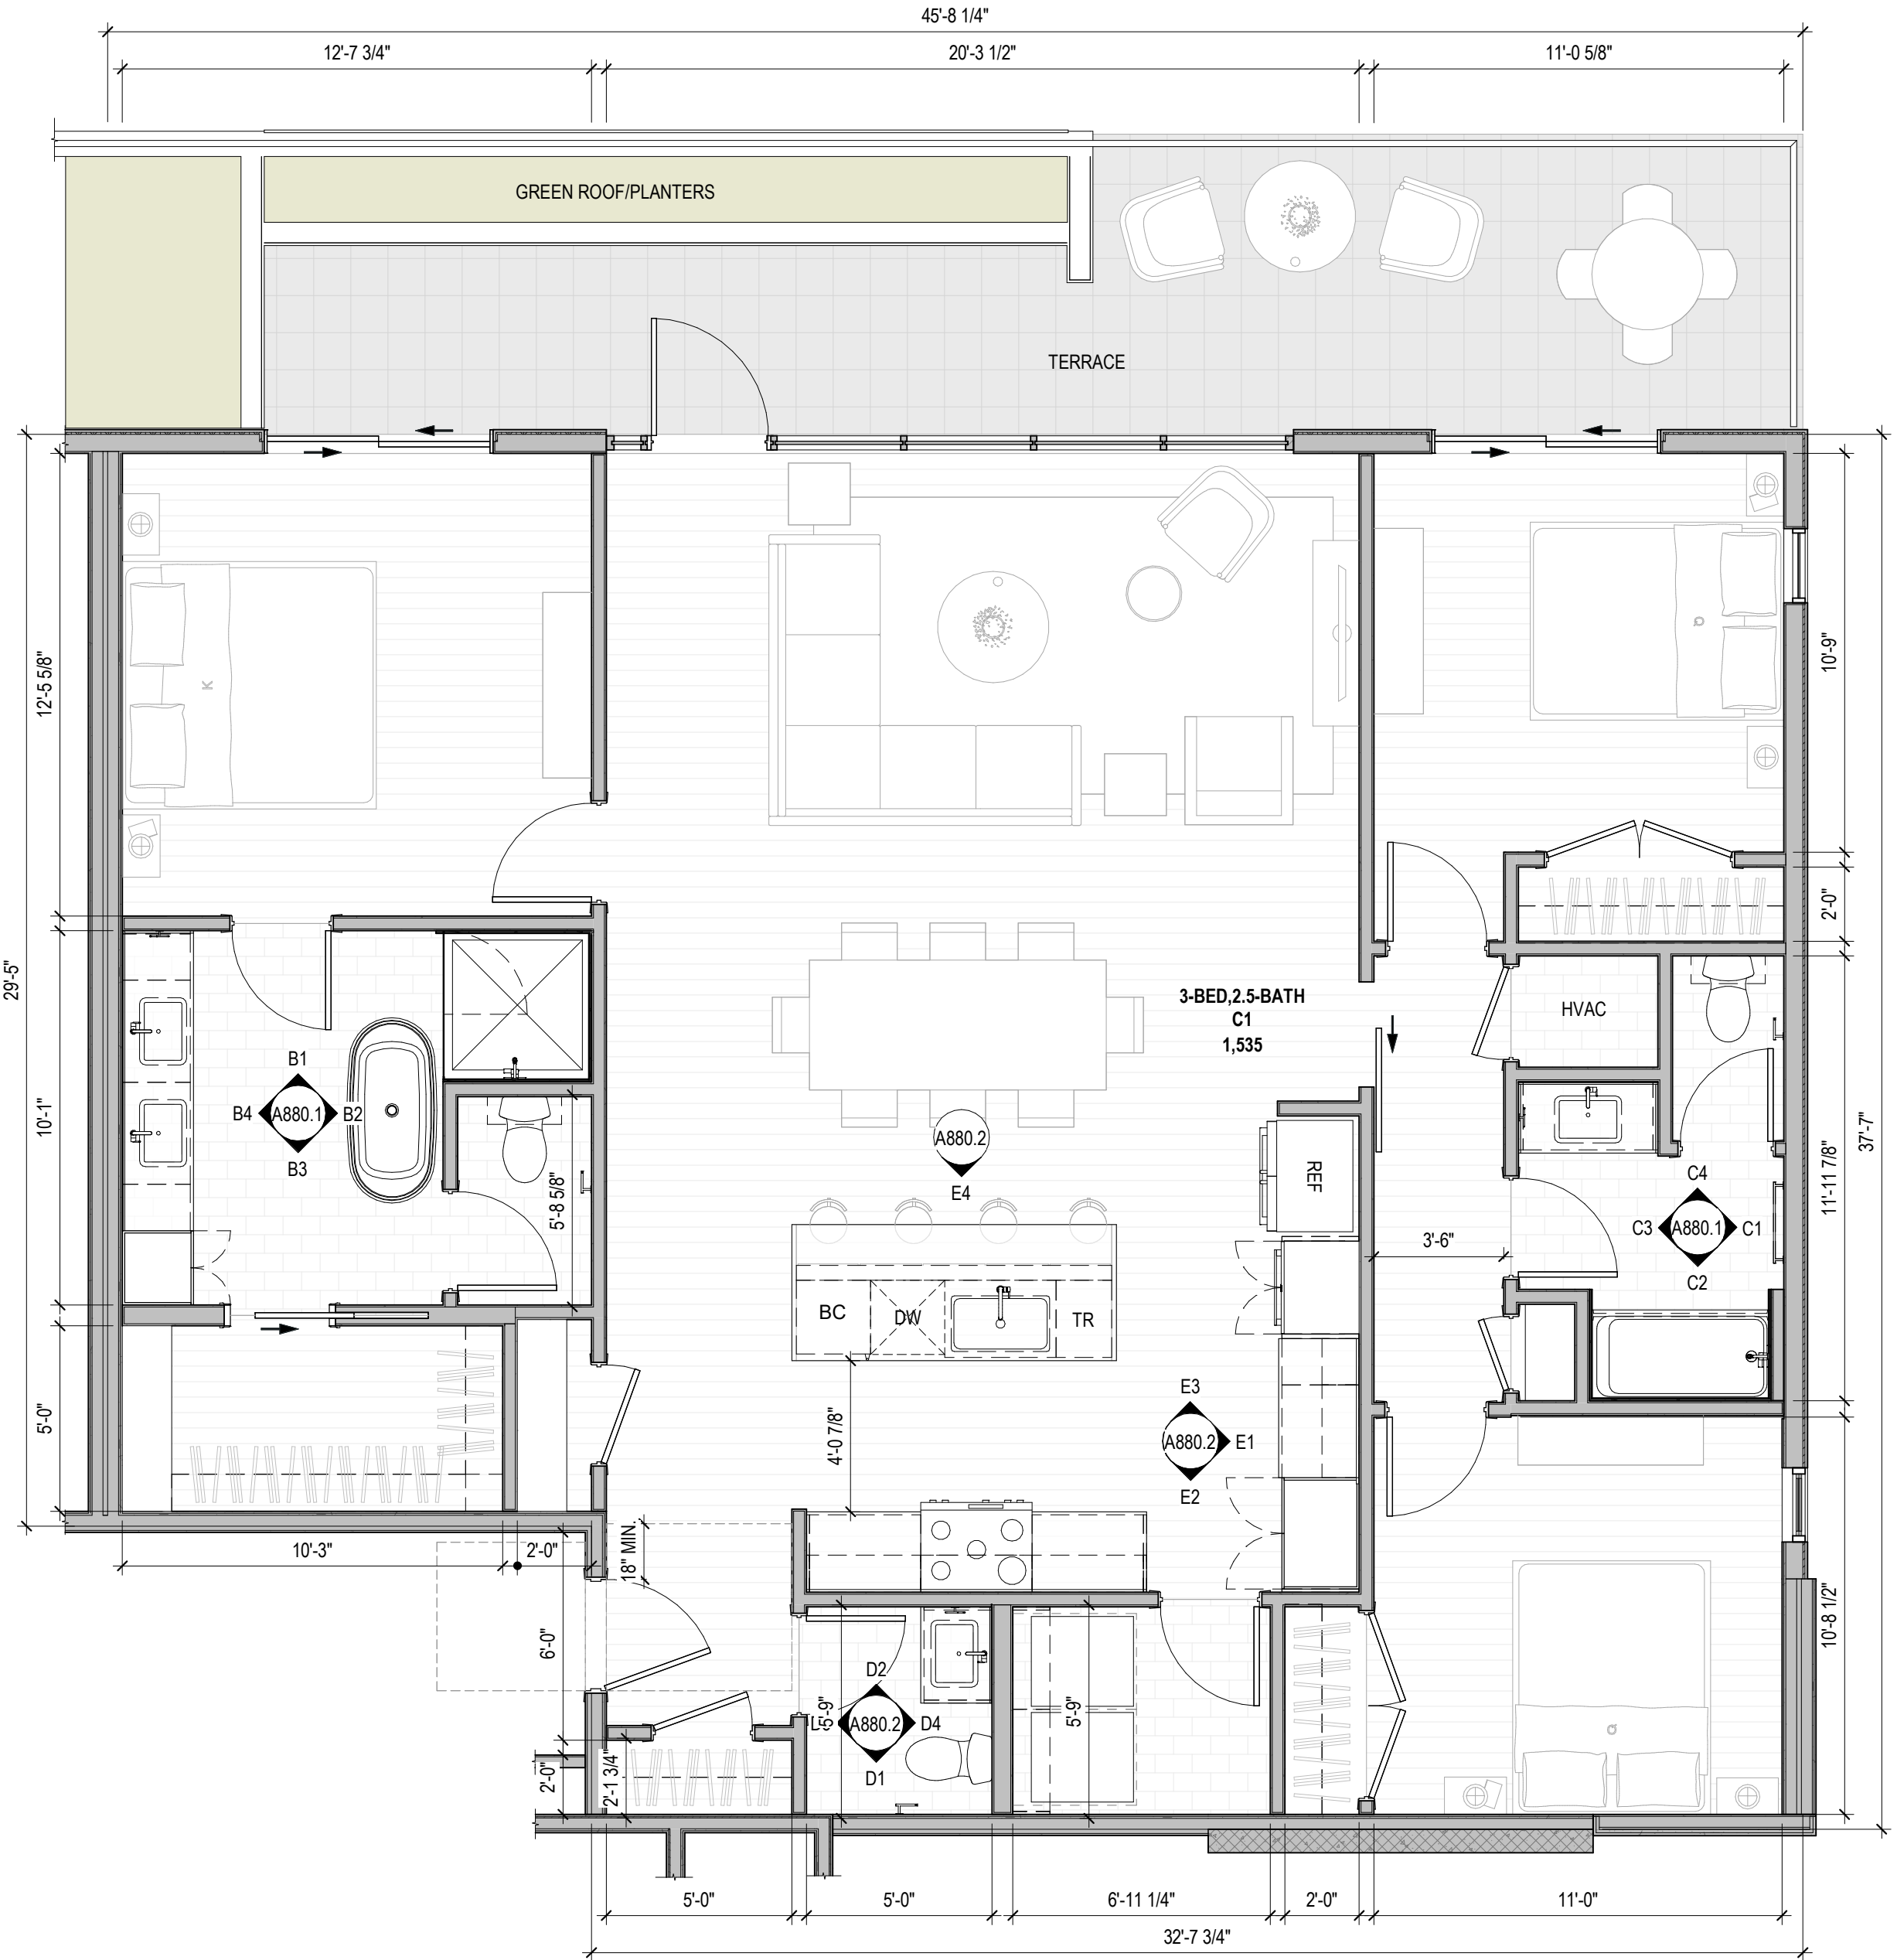 45'-8 1/4"
12'-7 3/4"
20'-3 1/2"
11'-0 5/8"
GREEN ROOF/PLANTERS
TERRACE
12'-5 5/8"
10'-9"
K
Q
2'-0"
29'-5"
37'-7"
3-BED,2.5-BATH
C1
1,535
HVAC
10'-1"
B1
B4
A880.1
B2
B3
A880.2
E4
REF
5'-8 5/8"
11'-11 7/8"
C4
C3
A880.1
C1
C2
3'-6"
BC
DW
TR
5'-0"
4'-0 7/8"
E3
A880.2
E1
E2
10'-3"
2'-0"
18" MIN.
6'-0"
10'-8 1/2"
D2
5'-9"
A880.2
D4
D1
5'-9"
Q
2'-0"
2'-1 3/4"
5'-0"
5'-0"
6'-11 1/4"
2'-0"
11'-0"
32'-7 3/4"